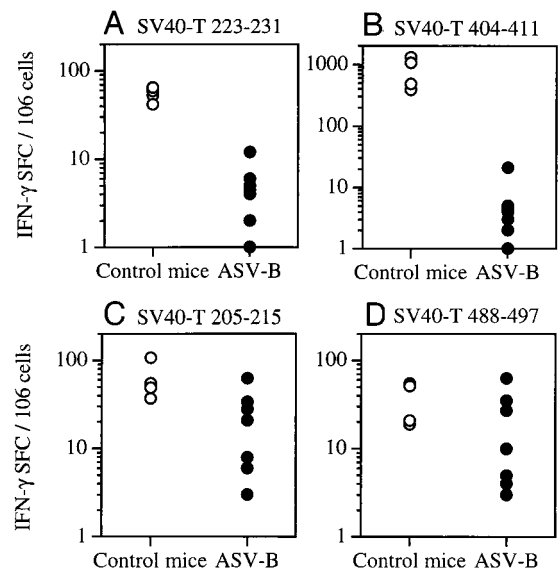 A SV40-T 223-231
B SV40-T 404-411
IFN-γ SFC / 106 cells
100
10
1
1000
100
10
1
Control mice ASV-B
Control mice ASV-B
C SV40-T 205-215
D SV40-T 488-497
IFN-γ SFC / 106 cells
100
10
1
100
10
1
Control mice ASV-B
Control mice ASV-B